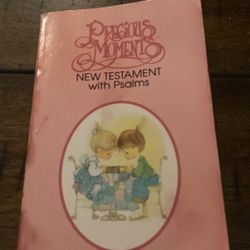 PRECIOUS
MOMENTS
NEW TESTAMENT
with Psalms